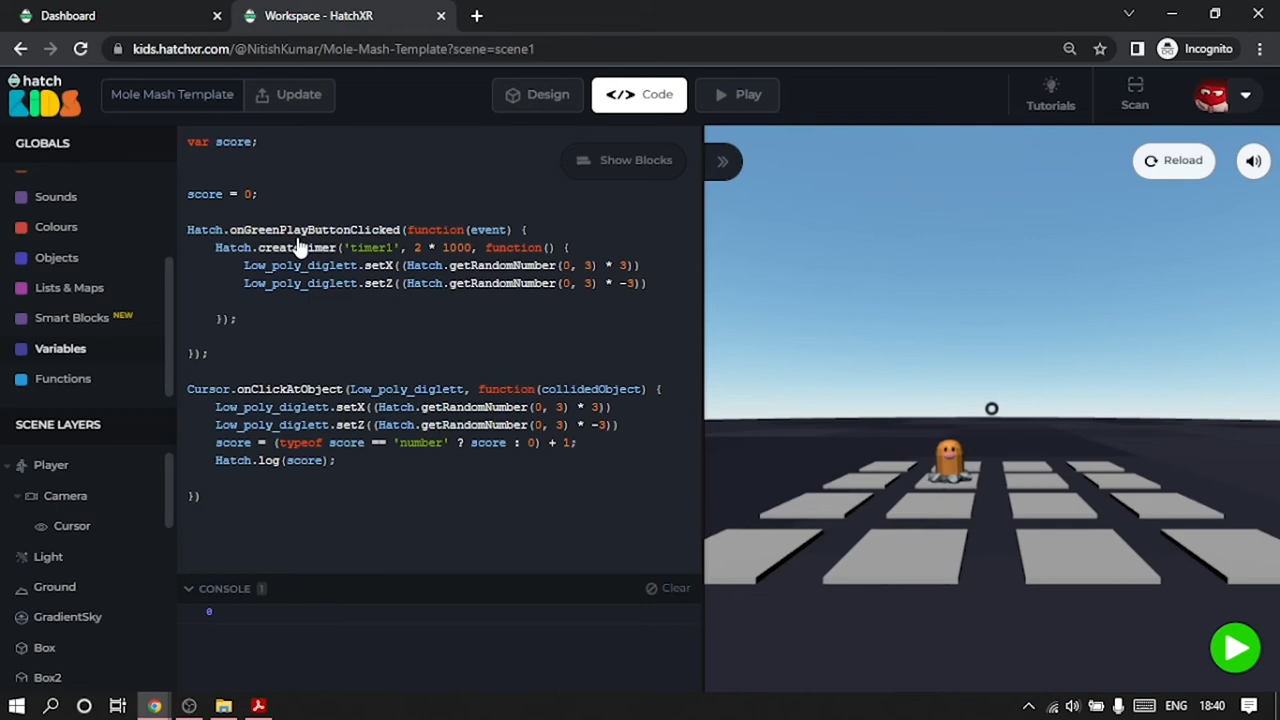 Dashboard
Workspace - HatchXR
kids.hatchxr.com/@NitishKumar/Mole-Mash-Template?scene=scene1
Incognito
hatch
KIDS
Mole Mash Template
Update
Design
</> Code
Play
Tutorials
Scan
GLOBALS
Sounds
Colours
Objects
Lists & Maps
Smart Blocks NEW
Variables
Functions
SCENE LAYERS
Player
Camera
Cursor
Light
Ground
GradientSky
Box
Box2
var score;
Show Blocks
score = 0;
Hatch.onGreenPlayButtonClicked(function(event) {
Hatch.createTimer('timer1', 2 * 1000, function() {
Low_poly_diglett.setX((Hatch.getRandomNumber(0, 3) * 3))
Low_poly_diglett.setZ((Hatch.getRandomNumber(0, 3) * -3))
});
});
Cursor.onClickAtObject(Low_poly_diglett, function(collidedObject) {
Low_poly_diglett.setX((Hatch.getRandomNumber(0, 3) * 3))
Low_poly_diglett.setZ((Hatch.getRandomNumber(0, 3) * -3))
score = (typeof score == 'number' ? score : 0) + 1;
Hatch.log(score);
})
CONSOLE 1
Clear
0
Reload
ENG
18:40